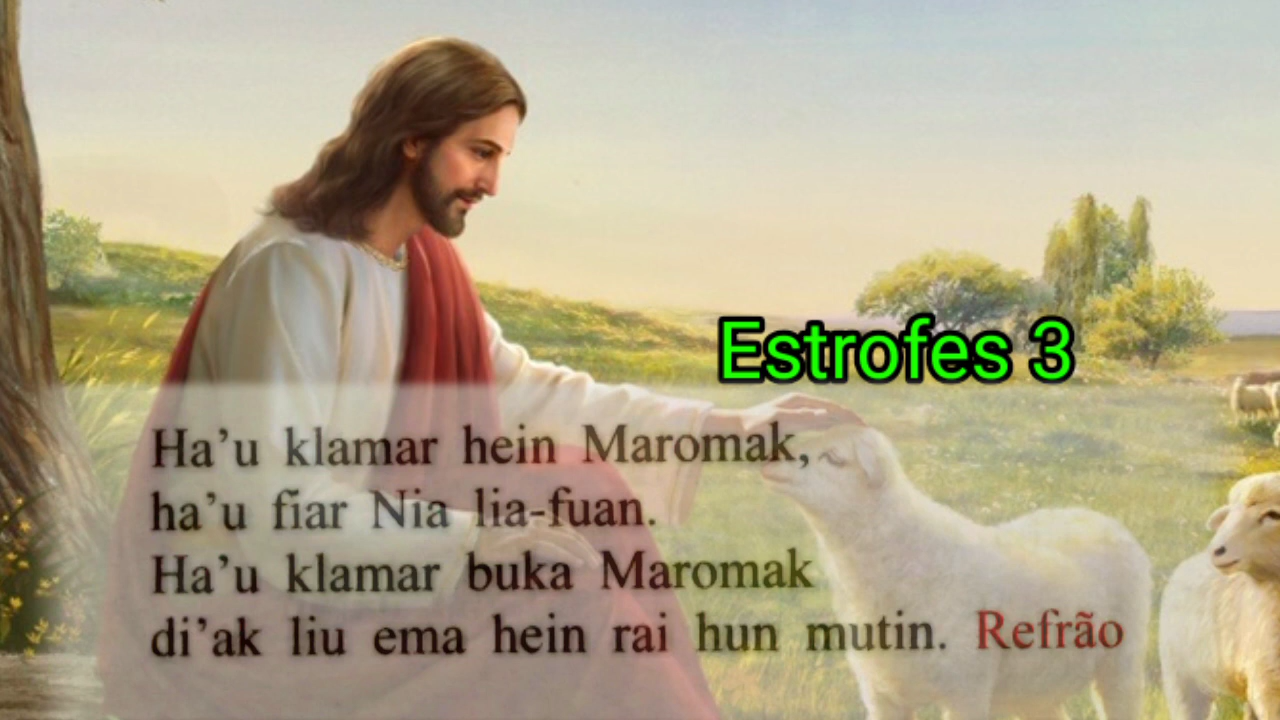 Estrofes 3
Ha'u klamar hein Maromak,
ha'u fiar Nia lia-fuan.
Ha'u klamar buka Maromak
di'ak liu ema hein rai hun mutin. Refrão